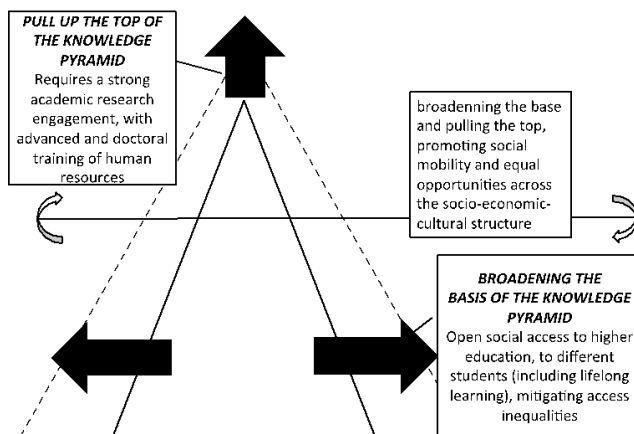 PULL UP THE TOP OF
THE KNOWLEDGE
PYRAMID
Requires a strong
academic research
engagement, with
advanced and doctoral
training of human
resources
broadenning the base
and pulling the top,
promoting social
mobility and equal
opportunities across
the socio-economic-
cultural structure
BROADENING THE
BASIS OF THE KNOWLEDGE
PYRAMID
Open social access to higher
education, to different
students (including lifelong
learning), mitigating access
inequalities